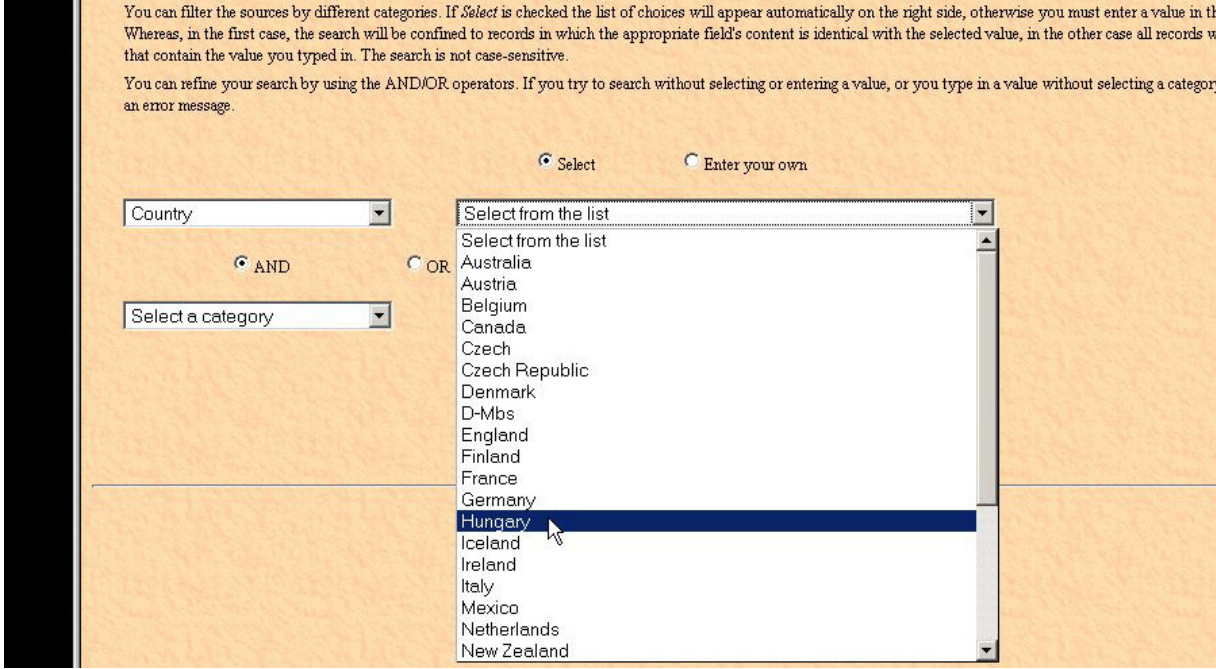 You can filter the sources by different categories. If Select is checked the list of choices will appear automatically on the right side, otherwise you must enter a value in th
Whereas, in the first case, the search will be confined to records in which the appropriate field's content is identical with the selected value, in the other case all records w
that contain the value you typed in. The search is not case-sensitive.
You can refine your search by using the AND/OR operators. If you try to search without selecting or entering a value, or you type in a value without selecting a category
an error message.
Select Enter your own
Country Select from the list
Select from the list
AND OR Australia
Austria
Belgium
Select a category Canada
Czech
Czech Republic
Denmark
D-Mbs
England
Finland
France
Germany
Hungary
Iceland
Ireland
Italy
Mexico
Netherlands
New Zealand